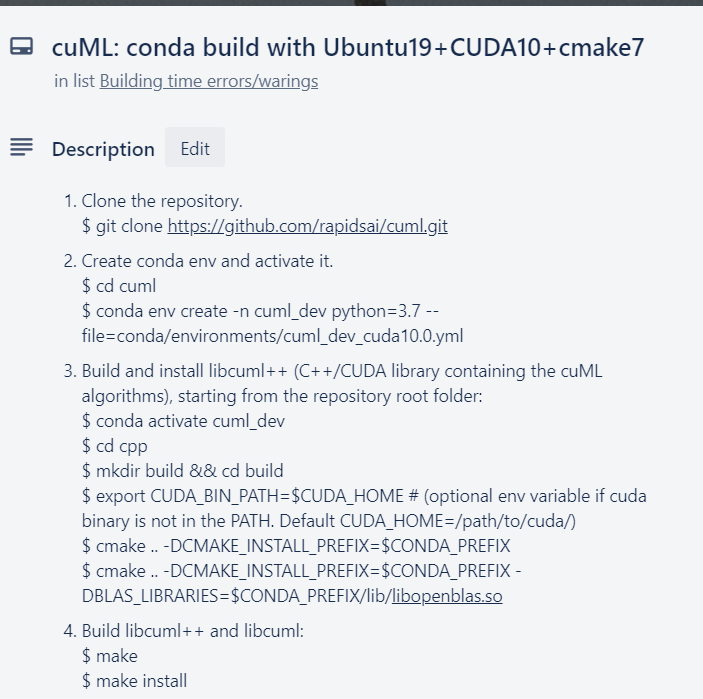 cuML: conda build with Ubuntu19+CUDA10+cmake7
in list Building time errors/warings
Description Edit
1. Clone the repository.
$ git clone https://github.com/rapidsai/cuml.git
2. Create conda env and activate it.
$ cd cuml
$ conda env create -n cuml_dev python=3.7 --
file=conda/environments/cuml_dev_cuda10.0.yml
3. Build and install libcuml++ (C++/CUDA library containing the cuML
algorithms), starting from the repository root folder:
$ conda activate cuml_dev
$ cd cpp
$ mkdir build && cd build
$ export CUDA_BIN_PATH=$CUDA_HOME # (optional env variable if cuda
binary is not in the PATH. Default CUDA_HOME=/path/to/cuda/)
$ cmake .. -DCMAKE_INSTALL_PREFIX=$CONDA_PREFIX
$ cmake .. -DCMAKE_INSTALL_PREFIX=$CONDA_PREFIX -
DBLAS_LIBRARIES=$CONDA_PREFIX/lib/libopenblas.so
4. Build libcuml++ and libcuml:
$ make
$ make install